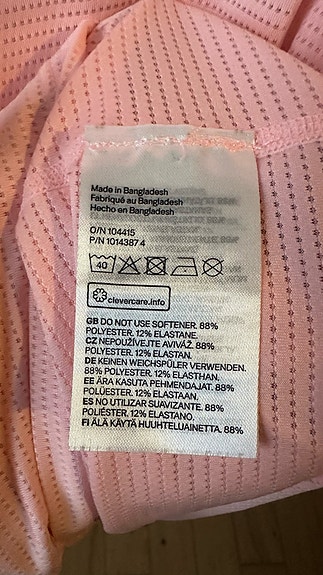 Made in Bangladesh
Fabriqué au Bangladesh
Hecho en Bangladesh
O/N 104415
P/N 1014387 4
40
clevercare.info
GB DO NOT USE SOFTENER. 88%
POLYESTER. 12% ELASTANE.
CZ NEPOUŽÍVEJTE AVIVÁŽ. 88%
POLYESTER. 12% ELASTAN.
DE KEINEN WEICHSPÜLER VERWENDEN.
88% POLYESTER. 12% ELASTHAN.
EE ÄRA KASUTA PEHMENDAJAT. 88%
POLÜESTER. 12% ELASTAAN.
ES NO UTILIZAR SUAVIZANTE. 88%
POLIÉSTER. 12% ELASTANO.
FI ÄLÄ KÄYTÄ HUUHTELUAINETTA. 88%